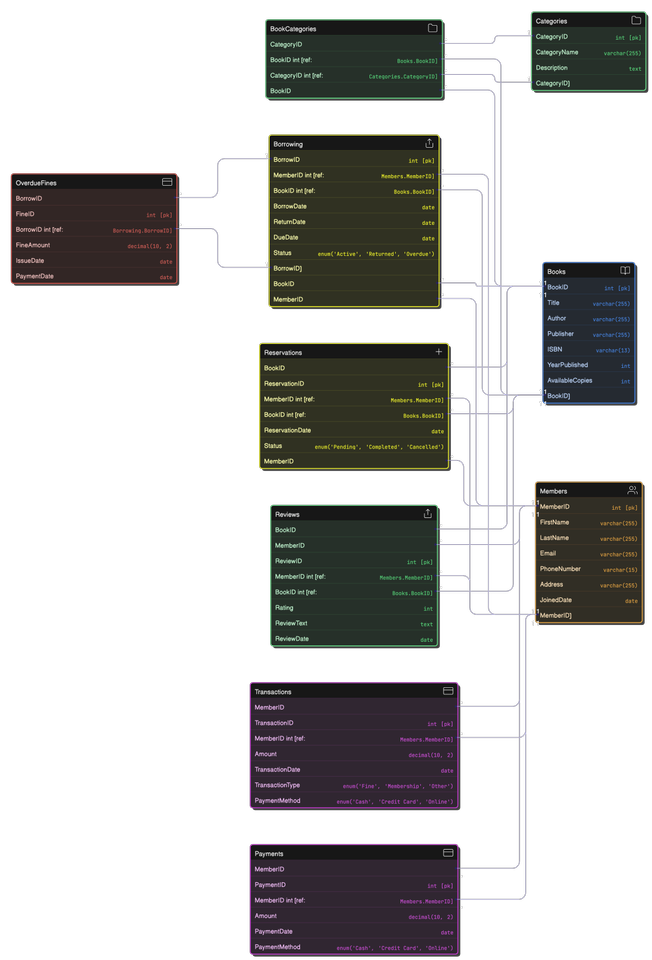 BookCategories
CategoryID
BookID int [ref: Books.BookID]
CategoryID int [ref: Categories.CategoryID]
BookID
Categories
CategoryID int [pk]
CategoryName varchar(255)
Description text
CategoryID]
Borrowing
BorrowID int [pk]
MemberID int [ref: Members.MemberID]
BookID int [ref: Books.BookID]
BorrowDate date
ReturnDate date
DueDate date
Status enum('Active', 'Returned', 'Overdue')
BorrowID]
BookID
MemberID
OverdueFines
BorrowID
FineID int [pk]
BorrowID int [ref: Borrowing.BorrowID]
FineAmount decimal(10, 2)
IssueDate date
PaymentDate date
Books
BookID int [pk]
Title varchar(255)
Author varchar(255)
Publisher varchar(255)
ISBN varchar(13)
YearPublished int
AvailableCopies int
BookID]
Reservations
BookID
ReservationID int [pk]
MemberID int [ref: Members.MemberID]
BookID int [ref: Books.BookID]
ReservationDate date
Status enum('Pending', 'Completed', 'Cancelled')
MemberID
Members
MemberID int [pk]
FirstName varchar(255)
LastName varchar(255)
Email varchar(255)
PhoneNumber varchar(15)
Address varchar(255)
JoinedDate date
MemberID]
Reviews
BookID
MemberID
ReviewID int [pk]
MemberID int [ref: Members.MemberID]
BookID int [ref: Books.BookID]
Rating int
ReviewText text
ReviewDate date
Transactions
MemberID
TransactionID int [pk]
MemberID int [ref: Members.MemberID]
Amount decimal(10, 2)
TransactionDate date
TransactionType enum('Fine', 'Membership', 'Other')
PaymentMethod enum('Cash', 'Credit Card', 'Online')
Payments
MemberID
PaymentID int [pk]
MemberID int [ref: Members.MemberID]
Amount decimal(10, 2)
PaymentDate date
PaymentMethod enum('Cash', 'Credit Card', 'Online')